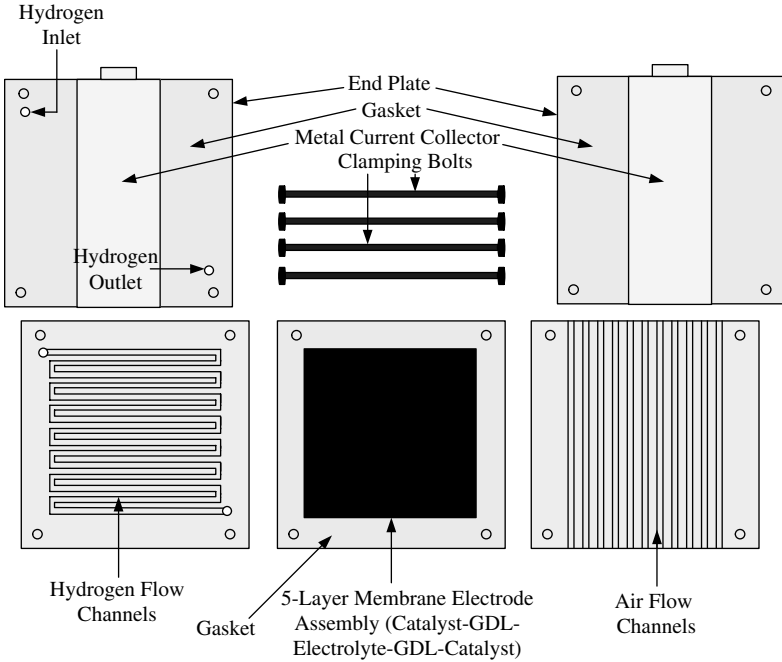 Hydrogen
Inlet
End Plate
Gasket
Metal Current Collector
Clamping Bolts
Hydrogen
Outlet
Hydrogen Flow
Channels
Gasket
5-Layer Membrane Electrode
Assembly (Catalyst-GDL-
Electrolyte-GDL-Catalyst)
Air Flow
Channels